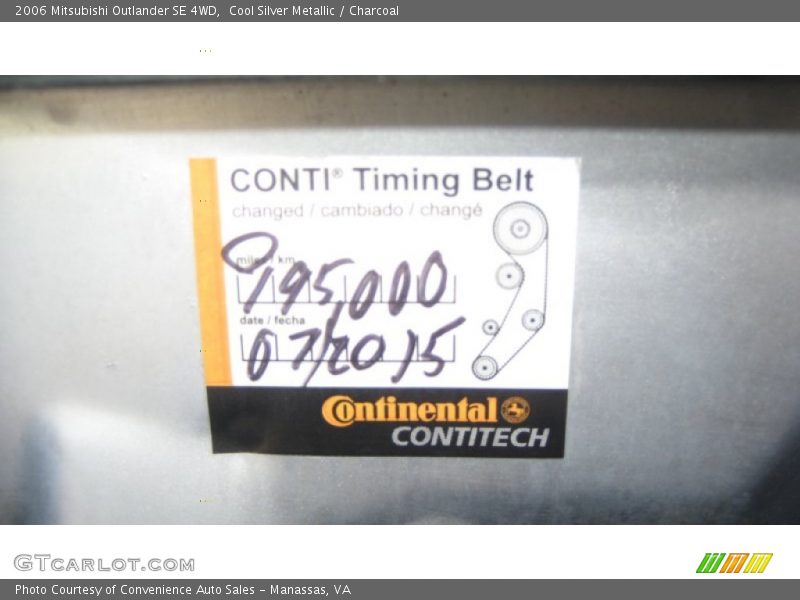 2006 Mitsubishi Outlander SE 4WD,  Cool Silver Metallic / Charcoal
CONTI® Timing Belt
changed / cambiado / changé
miles / km
195,000
date / fecha
07/2015
Continental
CONTITECH
GTCARLOT.COM
Photo Courtesy of Convenience Auto Sales - Manassas, VA